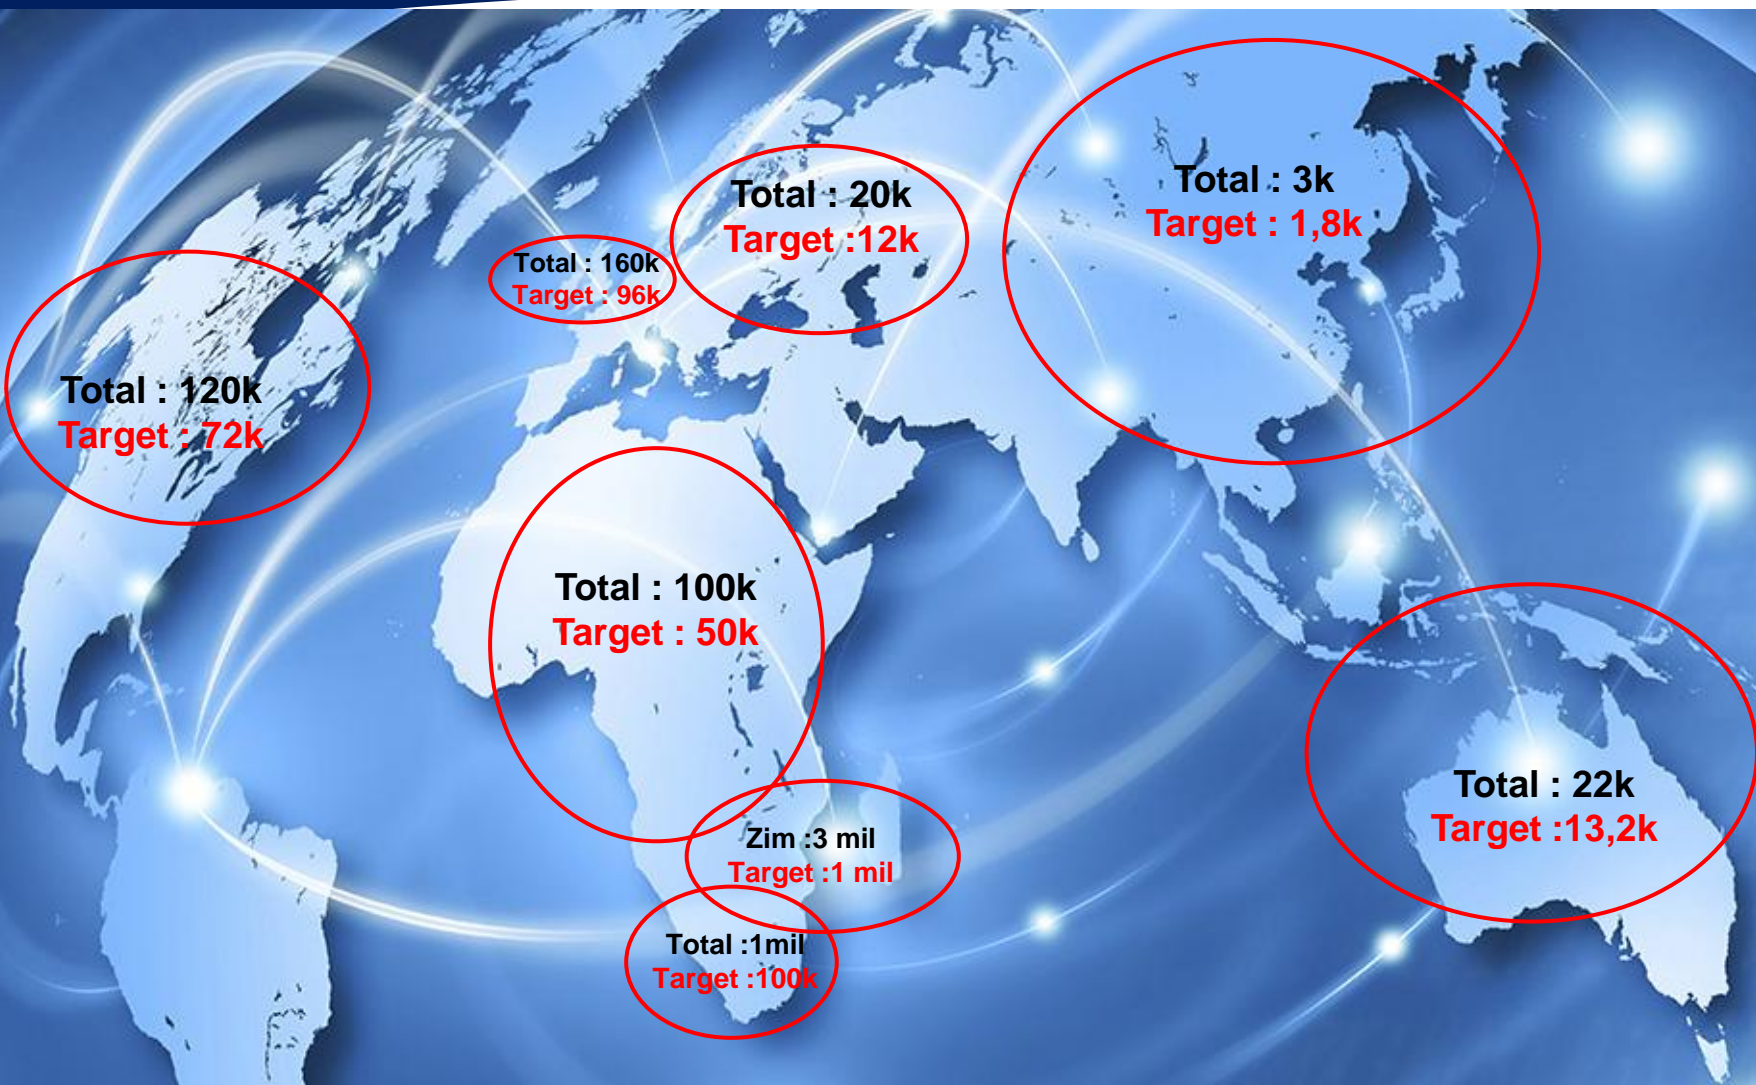 Total : 3k
Target : 1,8k
Total : 20k
Target :12k
Total : 160k
Target : 96k
Total : 120k
Target : 72k
Total : 100k
Target : 50k
Total : 22k
Target :13,2k
Zim :3 mil
Target :1 mil
Total :1mil
Target :100k